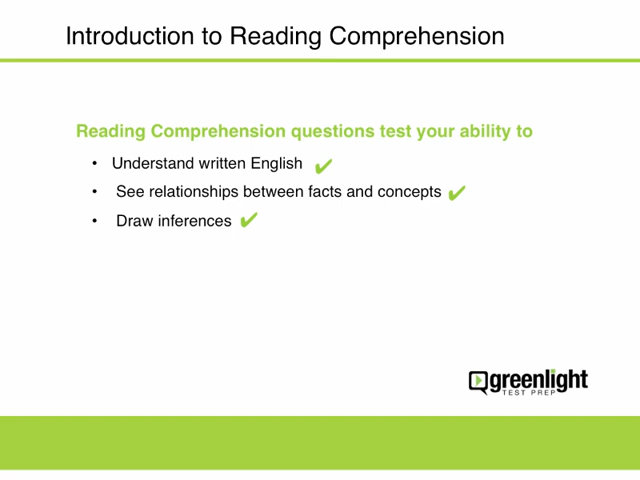 Introduction to Reading Comprehension
Reading Comprehension questions test your ability to
• Understand written English ✔
• See relationships between facts and concepts ✔
• Draw inferences ✔
greenlight
TEST PREP